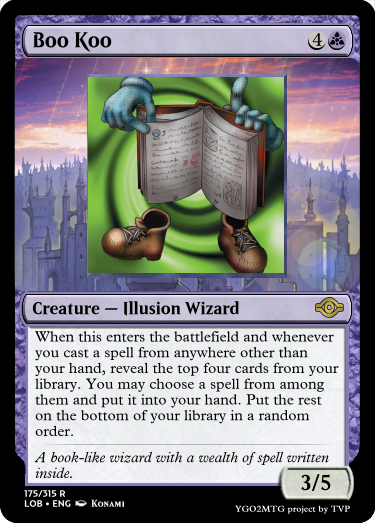 Boo Koo
4
Creature — Illusion Wizard
When this enters the battlefield and whenever
you cast a spell from anywhere other than
your hand, reveal the top four cards from your
library. You may choose a spell from among
them and put it into your hand. Put the rest
on the bottom of your library in a random
order.
A book-like wizard with a wealth of spell written
inside.
3/5
175/315 R
LOB • ENG Konami
YGO2MTG project by TVP